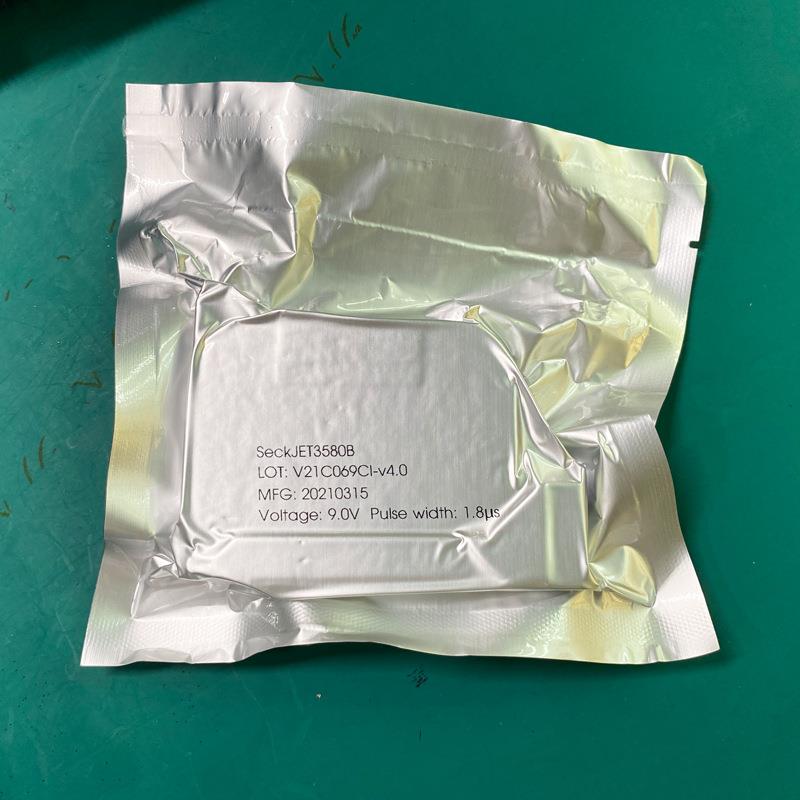 SeckJET3580B
LOT: V21C069CI-v4.0
MFG: 20210315
Voltage: 9.0V Pulse width: 1.8µs